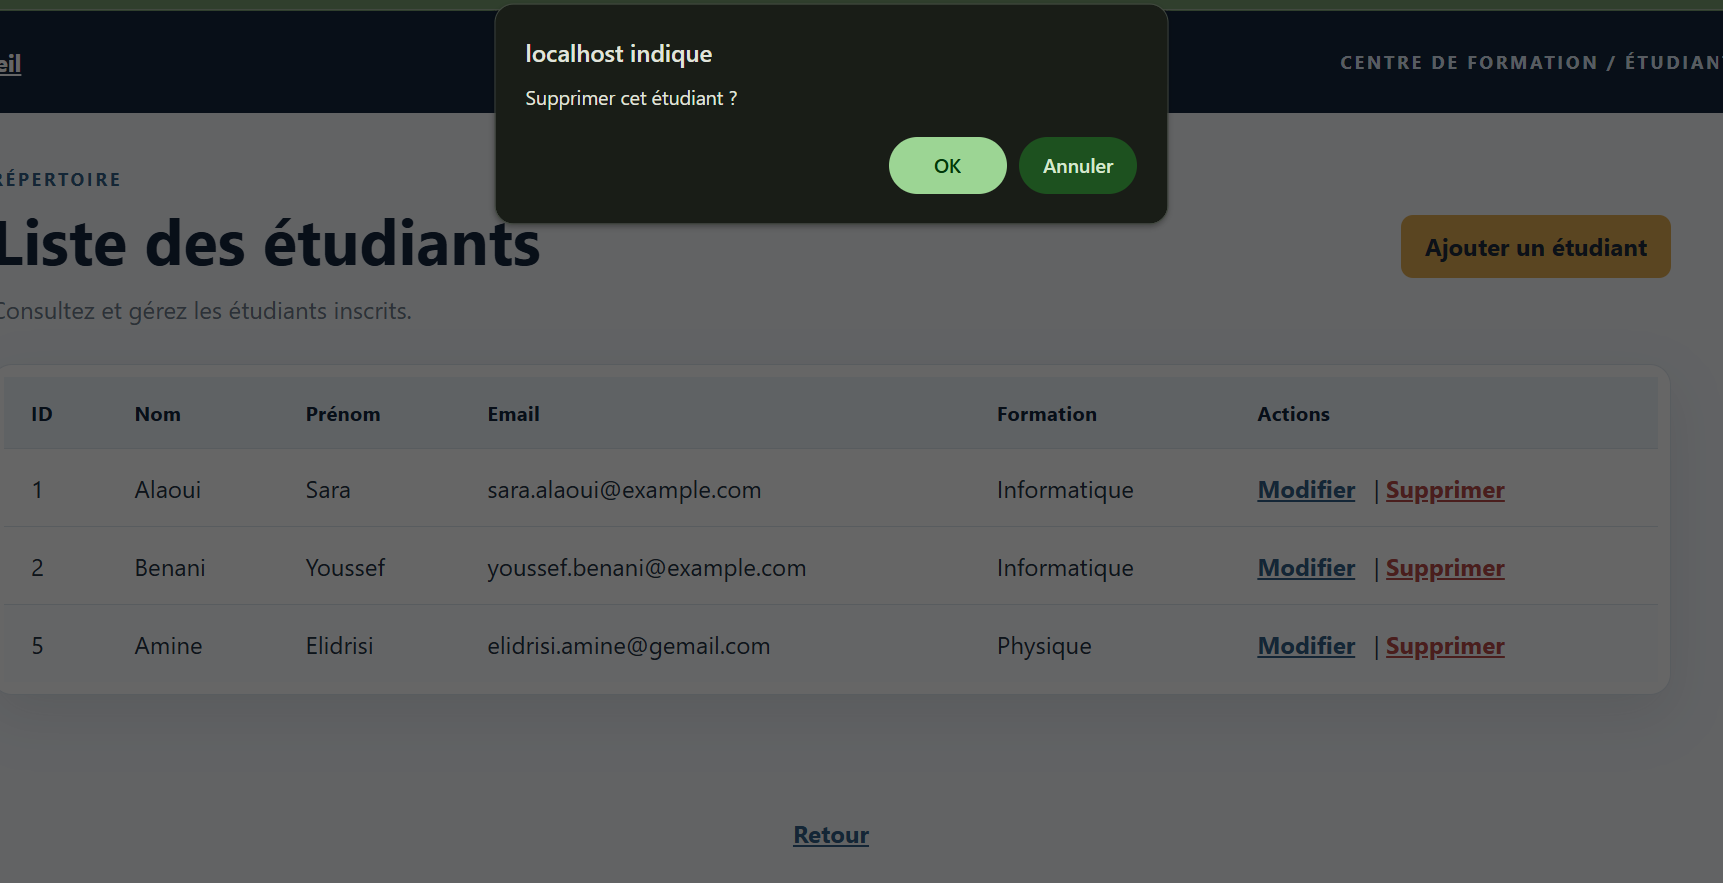 localhost indique
Supprimer cet étudiant ?
OK Annuler
eil
CENTRE DE FORMATION / ÉTUDIAN
RÉPERTOIRE
Liste des étudiants
Ajouter un étudiant
Consultez et gérez les étudiants inscrits.
ID Nom Prénom Email Formation Actions
1 Alaoui Sara sara.alaoui@example.com Informatique Modifier | Supprimer
2 Benani Youssef youssef.benani@example.com Informatique Modifier | Supprimer
5 Amine Elidrisi elidrisi.amine@gemail.com Physique Modifier | Supprimer
Retour